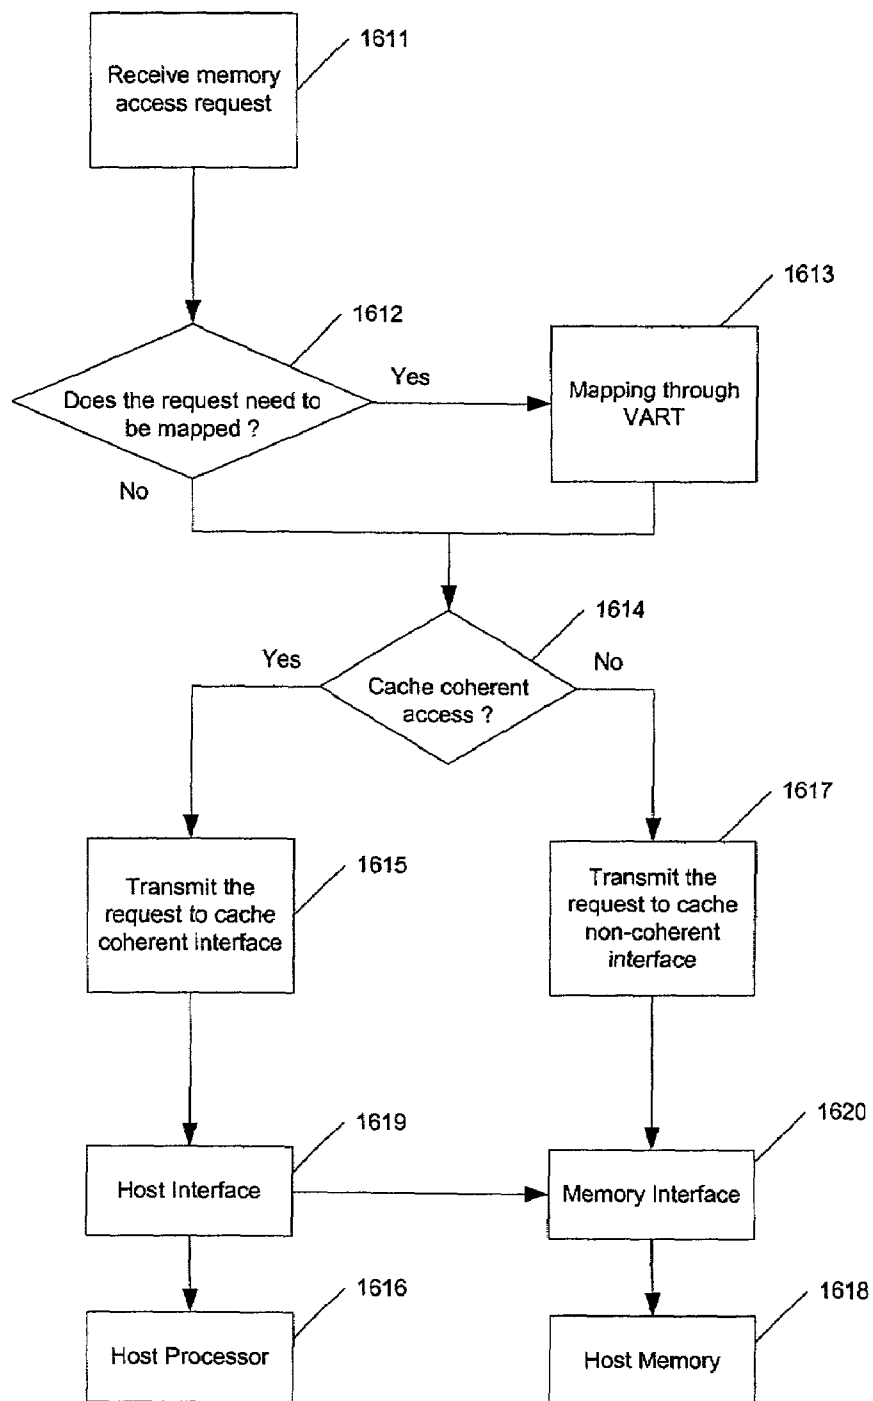 1611
Receive memory
access request
1613
1612
Yes
Mapping through
VART
Does the request need to
be mapped ?
No
1614
Yes
No
Cache coherent
access ?
1617
1615
Transmit the
request to cache
coherent interface
Transmit the
request to cache
non-coherent
interface
1619
1620
Host Interface
Memory Interface
1616
1618
Host Processor
Host Memory